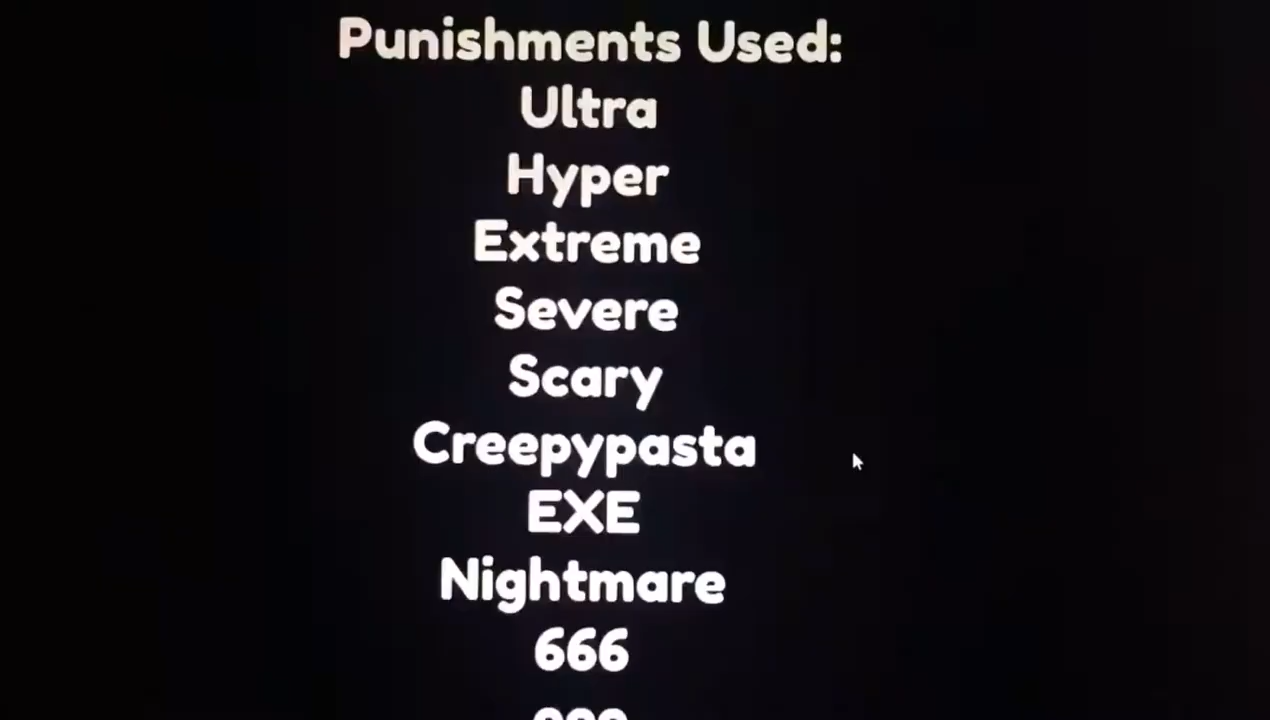 Punishments Used:
Ultra
Hyper
Extreme
Severe
Scary
Creepypasta
EXE
Nightmare
666